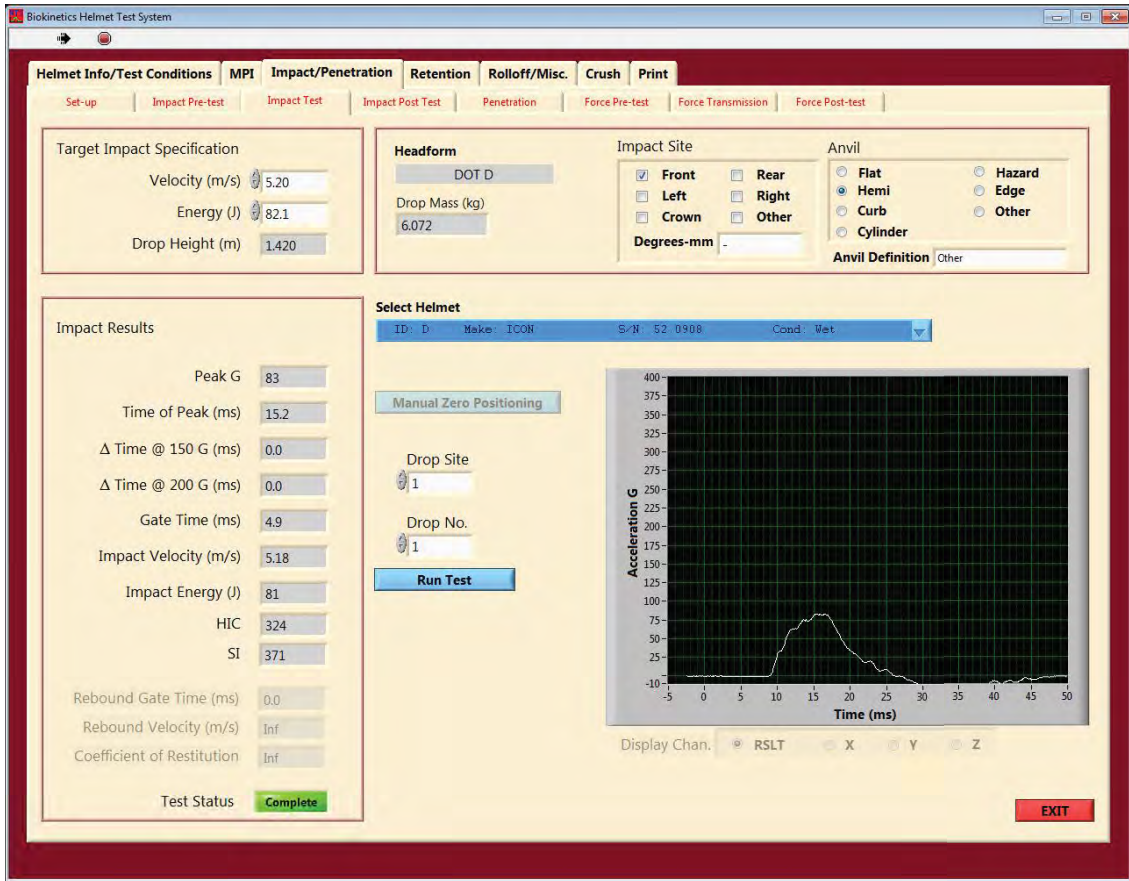 Biokinetics Helmet Test System
Helmet Info/Test Conditions MPI Impact/Penetration Retention Rolloff/Misc. Crush Print
Set-up Impact Pre-test Impact Test Impact Post Test Penetration Force Pre-test Force Transmission Force Post-test
Target Impact Specification
Velocity (m/s) 5.20
Energy (J) 82.1
Drop Height (m) 1.420
Headform
DOT D
Drop Mass (kg)
6.072
Impact Site
Front Rear
Left Right
Crown Other
Degrees-mm -
Anvil
Flat Hazard
Hemi Edge
Curb Other
Cylinder
Anvil Definition Other
Impact Results
Peak G 83
Time of Peak (ms) 15.2
Δ Time @ 150 G (ms) 0.0
Δ Time @ 200 G (ms) 0.0
Gate Time (ms) 4.9
Impact Velocity (m/s) 5.18
Impact Energy (J) 81
HIC 324
SI 371
Rebound Gate Time (ms) 0.0
Rebound Velocity (m/s) Inf
Coefficient of Restitution Inf
Test Status Complete
Select Helmet
ID: D Make: ICON S/N: 52 0908 Cond: Wet
Manual Zero Positioning
Drop Site
1
Drop No.
1
Run Test
Acceleration G
400
375
350
325
300
275
250
225
200
175
150
125
100
75
50
25
-10
-5 0 5 10 15 20 25 30 35 40 45 50
Time (ms)
Display Chan. RSLT X Y Z
EXIT